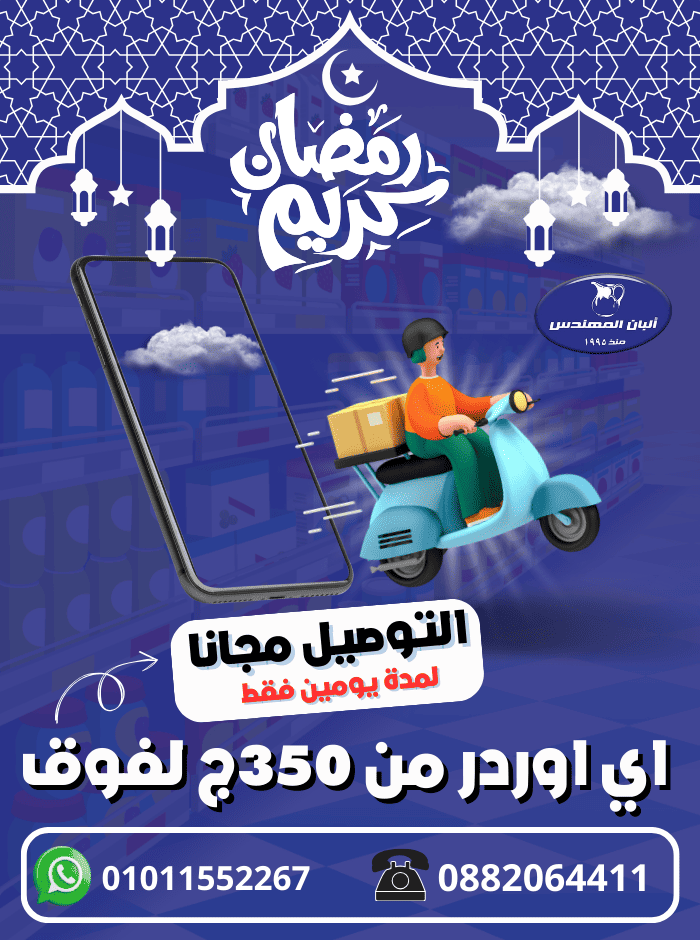 رمضان
كريم
ألبان المهندس
منذ ١٩٩٥
التوصيل مجانا
لمدة يومين فقط
اي اوردر من 350ج لفوق
01011552267
0882064411